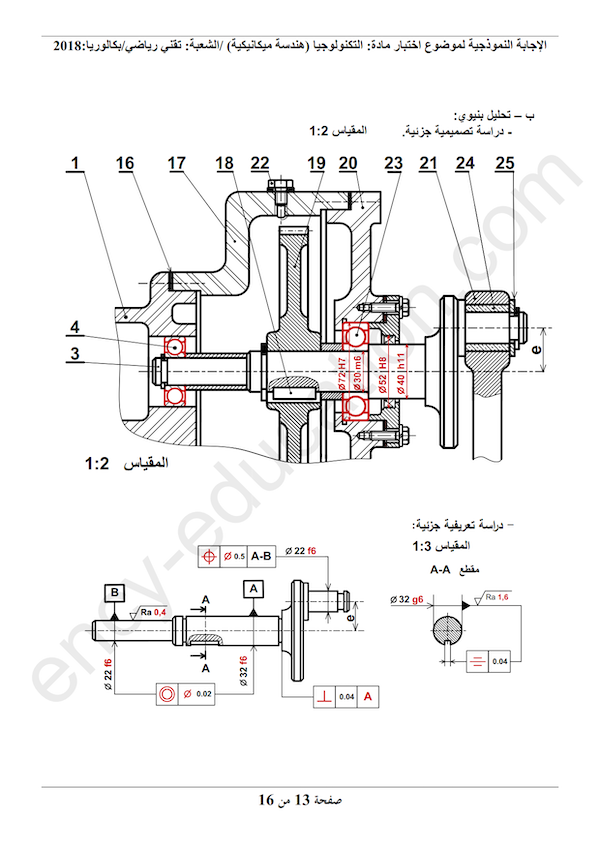 الإجابة النموذجية لموضوع اختبار مادة: التكنولوجيا (هندسة ميكانيكية) /الشعبة: تقني رياضي/بكالوريا:2018
ب – تحليل بنيوي:
- دراسة تصميمية جزئية. المقياس 1:2
1 16 17 18 22 19 20 23 21 24 25
4
3
Ø72 H7
Ø30 m6
Ø52 H8
Ø40 h11
e
المقياس 1:2
– دراسة تعريفية جزئية:
المقياس 1:3
مقطع A-A
Ø 0.5 A-B
Ø 22 f6
B
Ra 0,4
A
A
A
e
Ø 22 f6
Ø 32 f6
Ø 0.02
0.04 A
Ø 32 g6
Ra 1,6
0.04
ency-education.com
صفحة 13 من 16